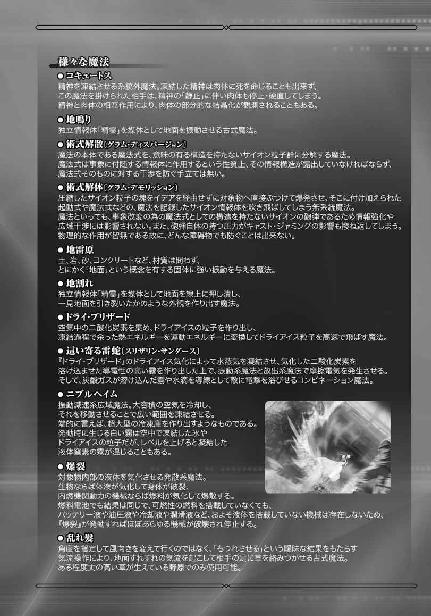 様々な魔法
●コキュートス
精神を凍結させる系統外魔法。凍結した精神は肉体に死を命じることも出来ず、
この魔法を掛けられた相手は、精神の「静止」に伴い肉体も停止・硬直してしまう。
精神と肉体の相互作用により、肉体の部分的な結晶化が観測されることもある。
●地鳴り
独立情報体「精霊」を媒体として地面を振動させる古式魔法。
●術式解散(グラム・ディスパージョン)
魔法の本体である魔法式を、意味の有る構造を持たないサイオン粒子群に分解する魔法。
魔法式は事象に付随する情報体に作用するという性質上、その情報構造が露出していなければならず、
魔法式そのものに対する干渉を防ぐ手立ては無い。
●術式解体(グラム・デモリッション)
圧縮したサイオン粒子の塊をイデアを経由せずに対象物へ直接ぶつけて爆発させ、そこに付け加えられた
起動式や魔法式などの、魔法を記録したサイオン情報体を吹き飛ばしてしまう無系統魔法。
魔法といっても、事象改変の為の魔法式としての構造を持たないサイオンの砲弾であるため情報強化や
広域干渉には影響されない。また、砲弾自体の持つ圧力がキャスト・ジャミングの影響も撥ね返してしまう。
物理的な作用が皆無である故に、どんな障碍物でも防ぐことは出来ない。
●地雷原
土、岩、砂、コンクリートなど、材質は問わず、
とにかく「地面」という概念を有する固体に強い振動を与える魔法。
●地割れ
独立情報体「精霊」を媒体として地面を線上に押し潰し、
一見地面を引き裂いたかのような外観を作り出す魔法。
●ドライ・ブリザード
空気中の二酸化炭素を集め、ドライアイスの粒子を作り出し、
凍結過程で余った熱エネルギーを運動エネルギーに変換してドライアイス粒子を高速で飛ばす魔法。
●這い寄る雷蛇(スリザリン・サンダース)
『ドライ・ブリザード』のドライアイス気化によって水蒸気を凝結させ、気化した二酸化炭素を
溶け込ませた導電性の高い霧を作り出した上で、振動系魔法と放出系魔法で摩擦電気を発生させる。
そして、炭酸ガスが溶け込んだ霧や水滴を導線として敵に電撃を浴びせるコンビネーション魔法。
●ニブルヘイム
振動減速系広域魔法。大容積の空気を冷却し、
それを移動させることで広い範囲を凍結させる。
端的に言えば、超大型の冷凍庫を作り出すようなものである。
発動時に生じる白い霧は空中で凍結した氷や
ドライアイスの粒子だが、レベルを上げると凝結した
液体窒素の霧が混じることもある。
●爆裂
対象物内部の液体を気化させる発散系魔法。
生物ならば体液が気化して身体が破裂、
内燃機関動力の機械ならば燃料が気化して爆散する。
燃料電池でも結果は同じで、可燃性の燃料を搭載していなくても、
バッテリー液や油圧液や冷却液や潤滑液など、およそ液体を搭載していない機械は存在しないため、
『爆裂』が発動すればほぼあらゆる機械が破壊され停止する。
●乱れ髪
角度を指定して風向きを変えて行くのではなく、「もつれさせる」という曖昧な結果をもたらす
気流操作により、地面すれすれの気流を起こして相手の足に草を絡みつかせる古式魔法。
ある程度丈の高い草が生えている野原でのみ使用可能。